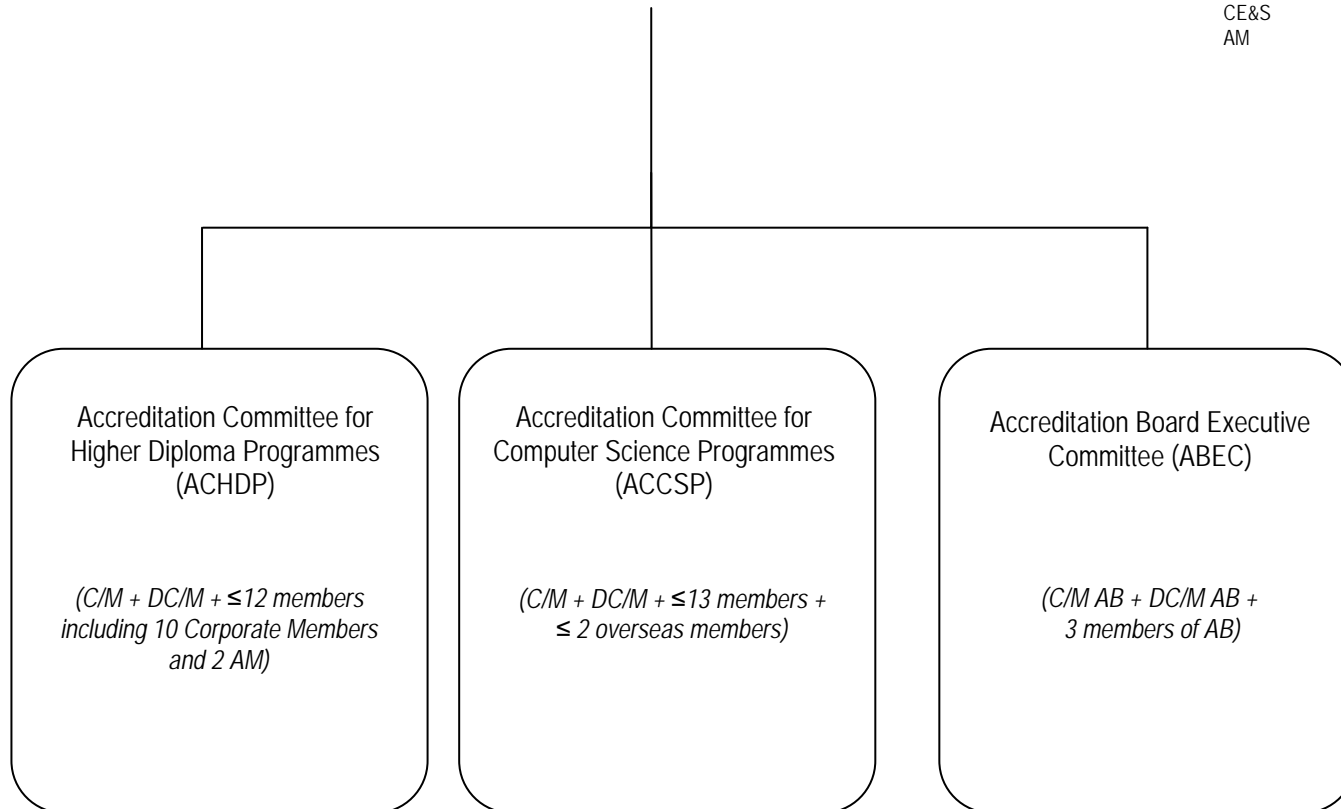 CE&S
AM
Accreditation Committee for
Higher Diploma Programmes
(ACHDP)
(C/M + DC/M + ≤12 members
including 10 Corporate Members
and 2 AM)
Accreditation Committee for
Computer Science Programmes
(ACCSP)
(C/M + DC/M + ≤13 members +
≤ 2 overseas members)
Accreditation Board Executive
Committee (ABEC)
(C/M AB + DC/M AB +
3 members of AB)